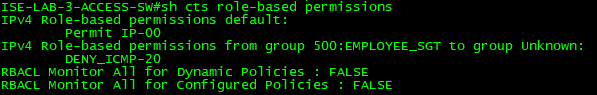 ISE-LAB-3-ACCESS-SW#sh cts role-based permissions
IPv4 Role-based permissions default:
        Permit IP-00
IPv4 Role-based permissions from group 500:EMPLOYEE_SGT to group Unknown:
        DENY_ICMP-20
RBACL Monitor All for Dynamic Policies : FALSE
RBACL Monitor All for Configured Policies : FALSE